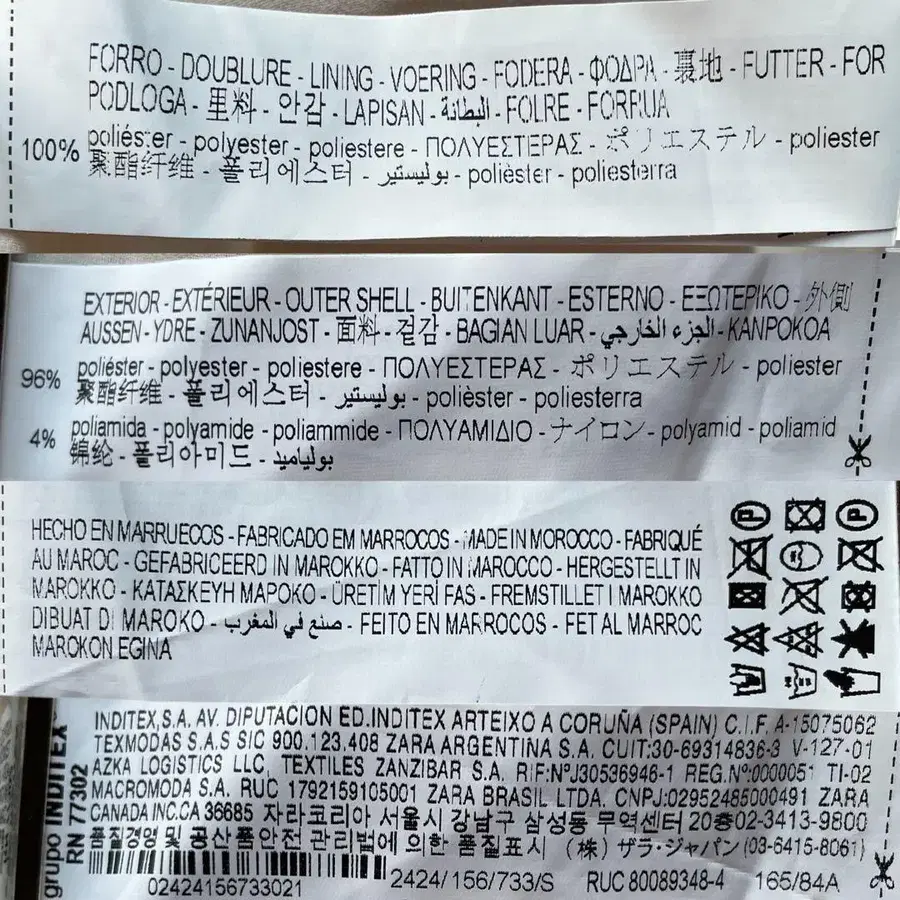 FORRO - DOUBLURE - LINING - VOERING - FODERA - ΦΟΔΡΑ - 裏地 - FUTTER - FOR
PODLOGA - 里料 - 안감 - LAPISAN - البطانة - FOLRE - FORRUA
100% poliéster - polyester - poliestere - ΠΟΛΥΕΣΤΕΡΑΣ - ポリエステル - poliester
聚酯纤维 - 폴리에스터 - بوليستير - polièster - poliesterra
EXTERIOR - EXTÉRIEUR - OUTER SHELL - BUITENKANT - ESTERNO - ΕΞΩΤΕΡΙΚΟ - 外側
AUSSEN - YDRE - ZUNANJOST - 面料 - 겉감 - BAGIAN LUAR - الجزء الخارجي - KANPOKOA
96% poliéster - polyester - poliestere - ΠΟΛΥΕΣΤΕΡΑΣ - ポリエステル - poliester
聚酯纤维 - 폴리에스터 - بوليستير - polièster - poliesterra
4% poliamida - polyamide - poliammide - ΠΟΛΥΑΜΙΔΙΟ - ナイロン - polyamid - poliamid
锦纶 - 폴리아미드 - بولياميد
HECHO EN MARRUECOS - FABRICADO EM MARROCOS - MADE IN MOROCCO - FABRIQUÉ
AU MAROC - GEFABRICEERD IN MAROKKO - FATTO IN MAROCCO - HERGESTELLT IN
MAROKKO - ΚΑΤΑΣΚΕΥΗ ΜΑΡΟΚΟ - ÜRETİM YERİ FAS - FREMSTILLET I MAROKKO
DIBUAT DI MAROKO - صنع في المغرب - FEITO EN MARROCOS - FET AL MARROC
MAROKON EGINA
grupo INDITEX
RN 77302
INDITEX,S.A. AV. DIPUTACION ED.INDITEX ARTEIXO A CORUÑA (SPAIN) C.I.F. A-15075062
TEXMODAS S.A.S SIC 900.123.408 ZARA ARGENTINA S.A. CUIT:30-69314836-3 V-127-01
AZKA LOGISTICS LLC, TEXTILES ZANZIBAR S.A. RIF:NºJ30536946-1 REG.Nº:0000051 TI-02
MACROMODA S.A. RUC 1792159105001 ZARA BRASIL LTDA. CNPJ:02952485000491 ZARA
CANADA INC.CA 36685 자라코리아 서울시 강남구 삼성동 무역센터 20층02-3413-9800
품질경영 및 공산품안전 관리법에 의한 품질표시 (株) ザラ・ジャパン (03-6415-8061)
02424156733021 2424/156/733/S RUC 80089348-4 165/84A